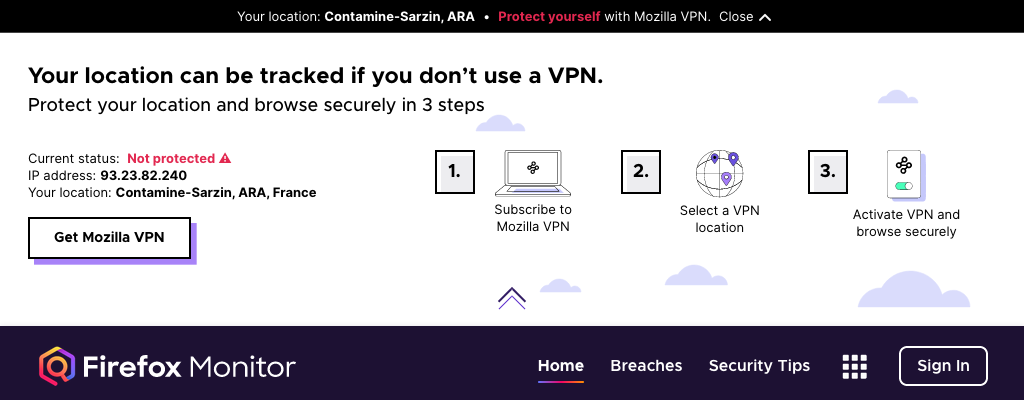 Your location: Contamine-Sarzin, ARA • Protect yourself with Mozilla VPN. Close
Your location can be tracked if you don’t use a VPN.
Protect your location and browse securely in 3 steps
Current status: Not protected
IP address: 93.23.82.240
Your location: Contamine-Sarzin, ARA, France
Get Mozilla VPN
1.
Subscribe to
Mozilla VPN
2.
Select a VPN
location
3.
Activate VPN and
browse securely
Firefox Monitor
Home Breaches Security Tips Sign In